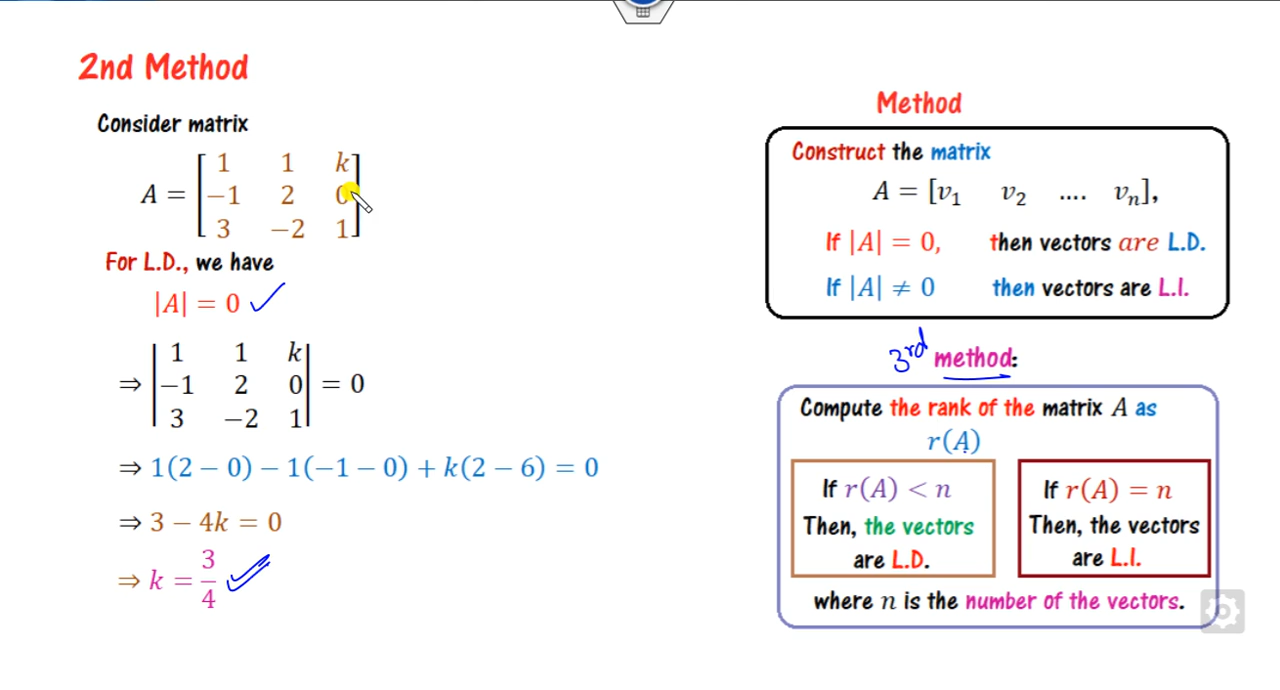 2nd Method
Consider matrix
A = [ 1 1 k
-1 2 0
3 -2 1 ]
For L.D., we have
|A| = 0 ✓
⇒ | 1 1 k
-1 2 0
3 -2 1 | = 0
⇒ 1(2 − 0) − 1(−1 − 0) + k(2 − 6) = 0
⇒ 3 − 4k = 0
⇒ k = 3/4 ✓
Method
Construct the matrix
A = [v₁ v₂ .... vₙ],
If |A| = 0, then vectors are L.D.
If |A| ≠ 0 then vectors are L.I.
3rd method:
Compute the rank of the matrix A as
r(A)
If r(A) < n
Then, the vectors
are L.D.
If r(A) = n
Then, the vectors
are L.I.
where n is the number of the vectors.